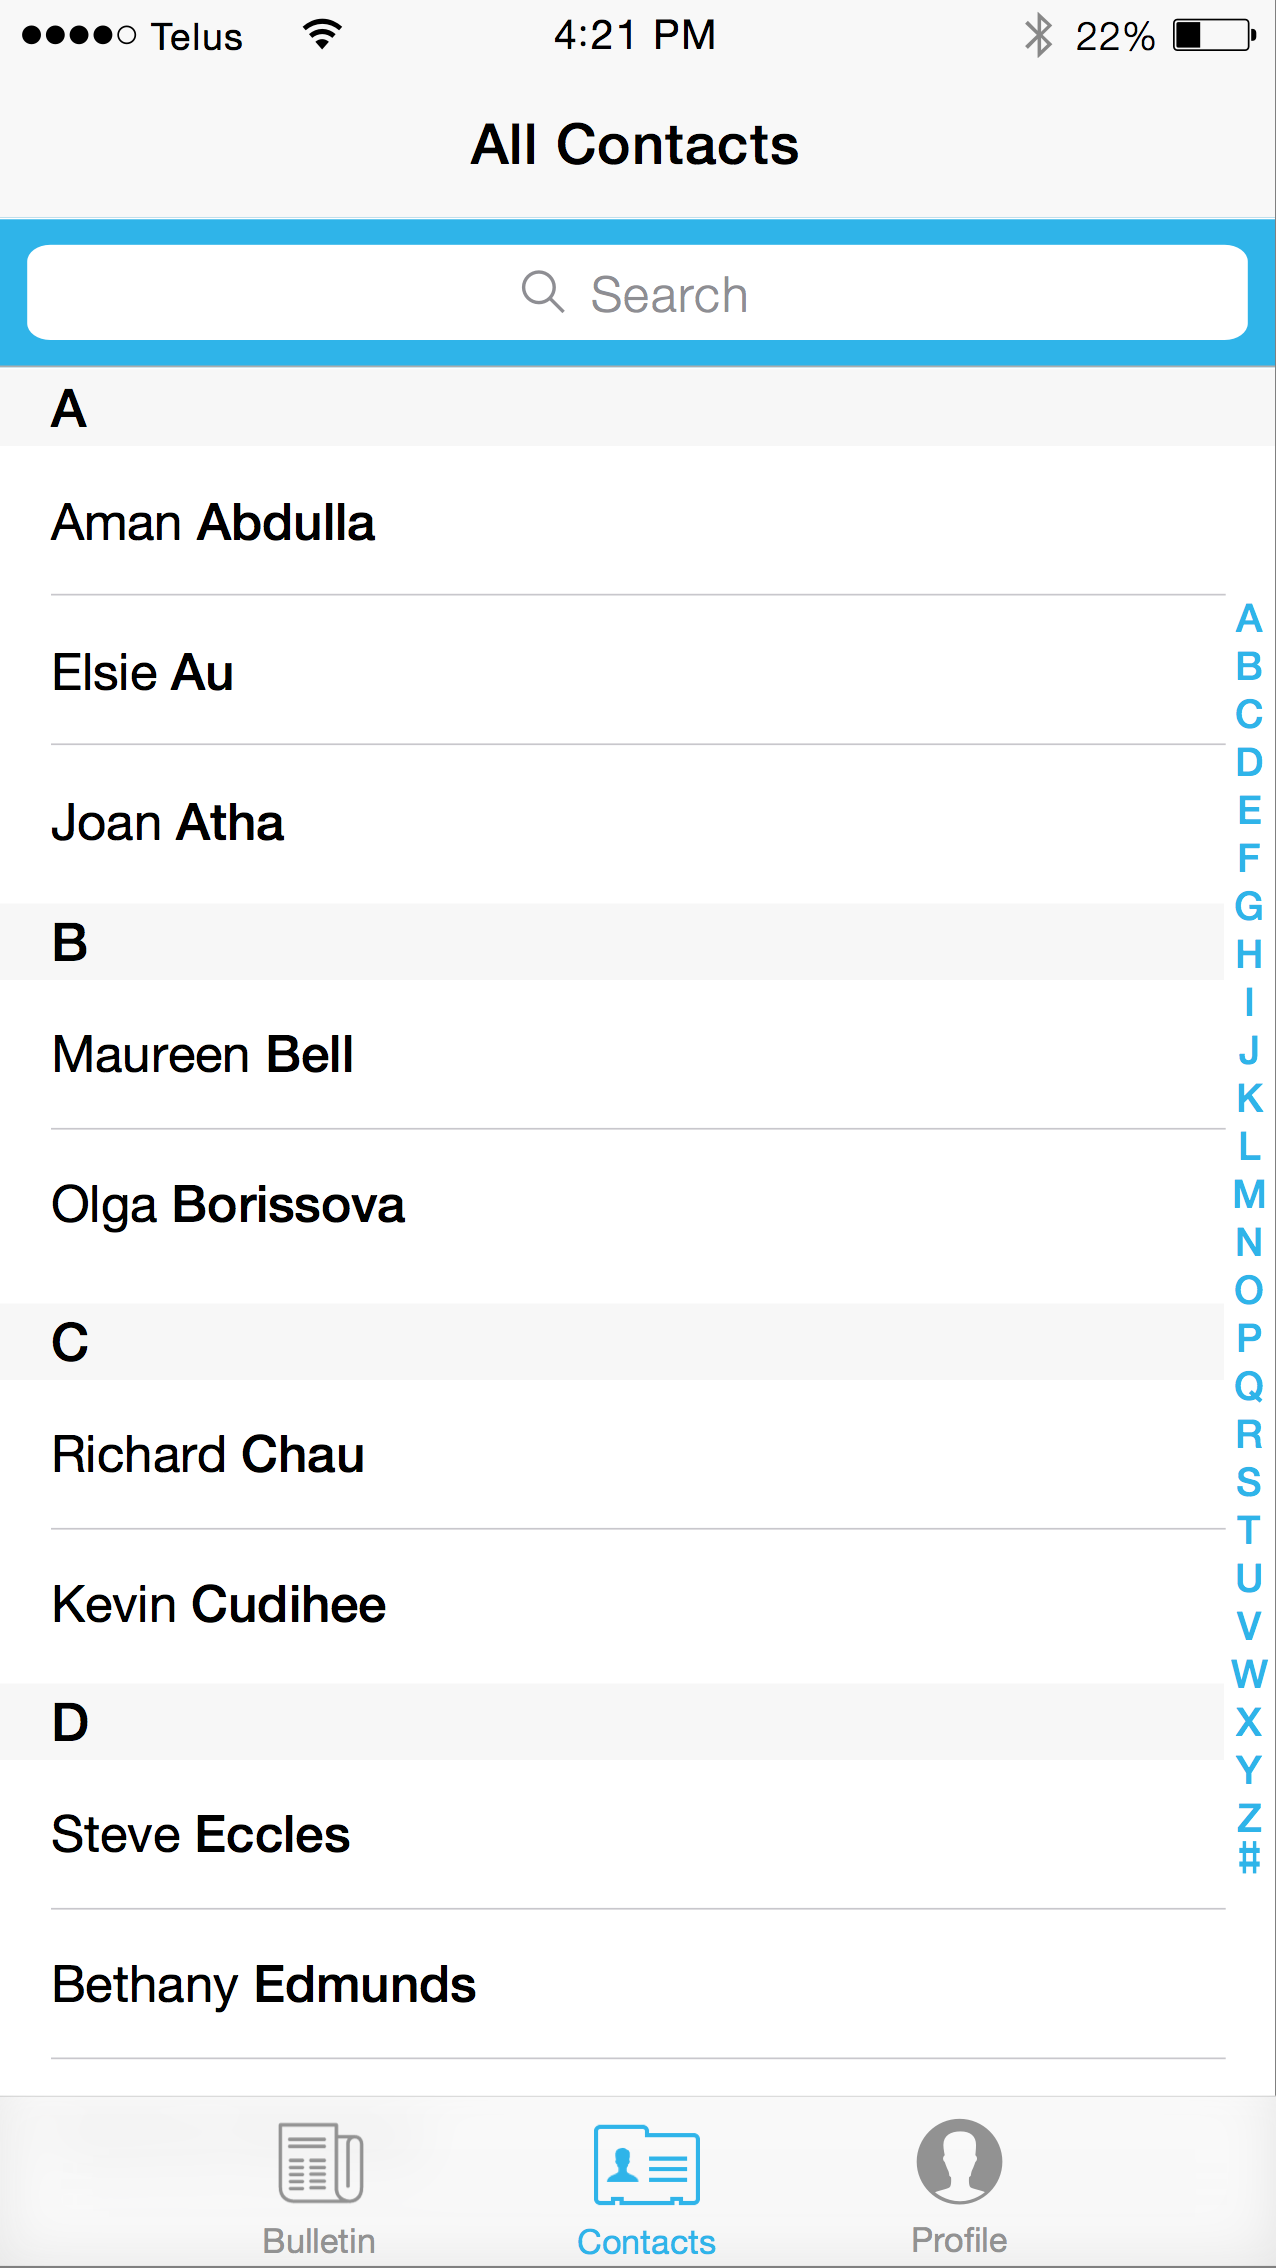 Telus 4:21 PM 22%
All Contacts
Search
A
Aman Abdulla
Elsie Au
Joan Atha
B
Maureen Bell
Olga Borissova
C
Richard Chau
Kevin Cudihee
D
Steve Eccles
Bethany Edmunds
A
B
C
D
E
F
G
H
I
J
K
L
M
N
O
P
Q
R
S
T
U
V
W
X
Y
Z
#
Bulletin Contacts Profile